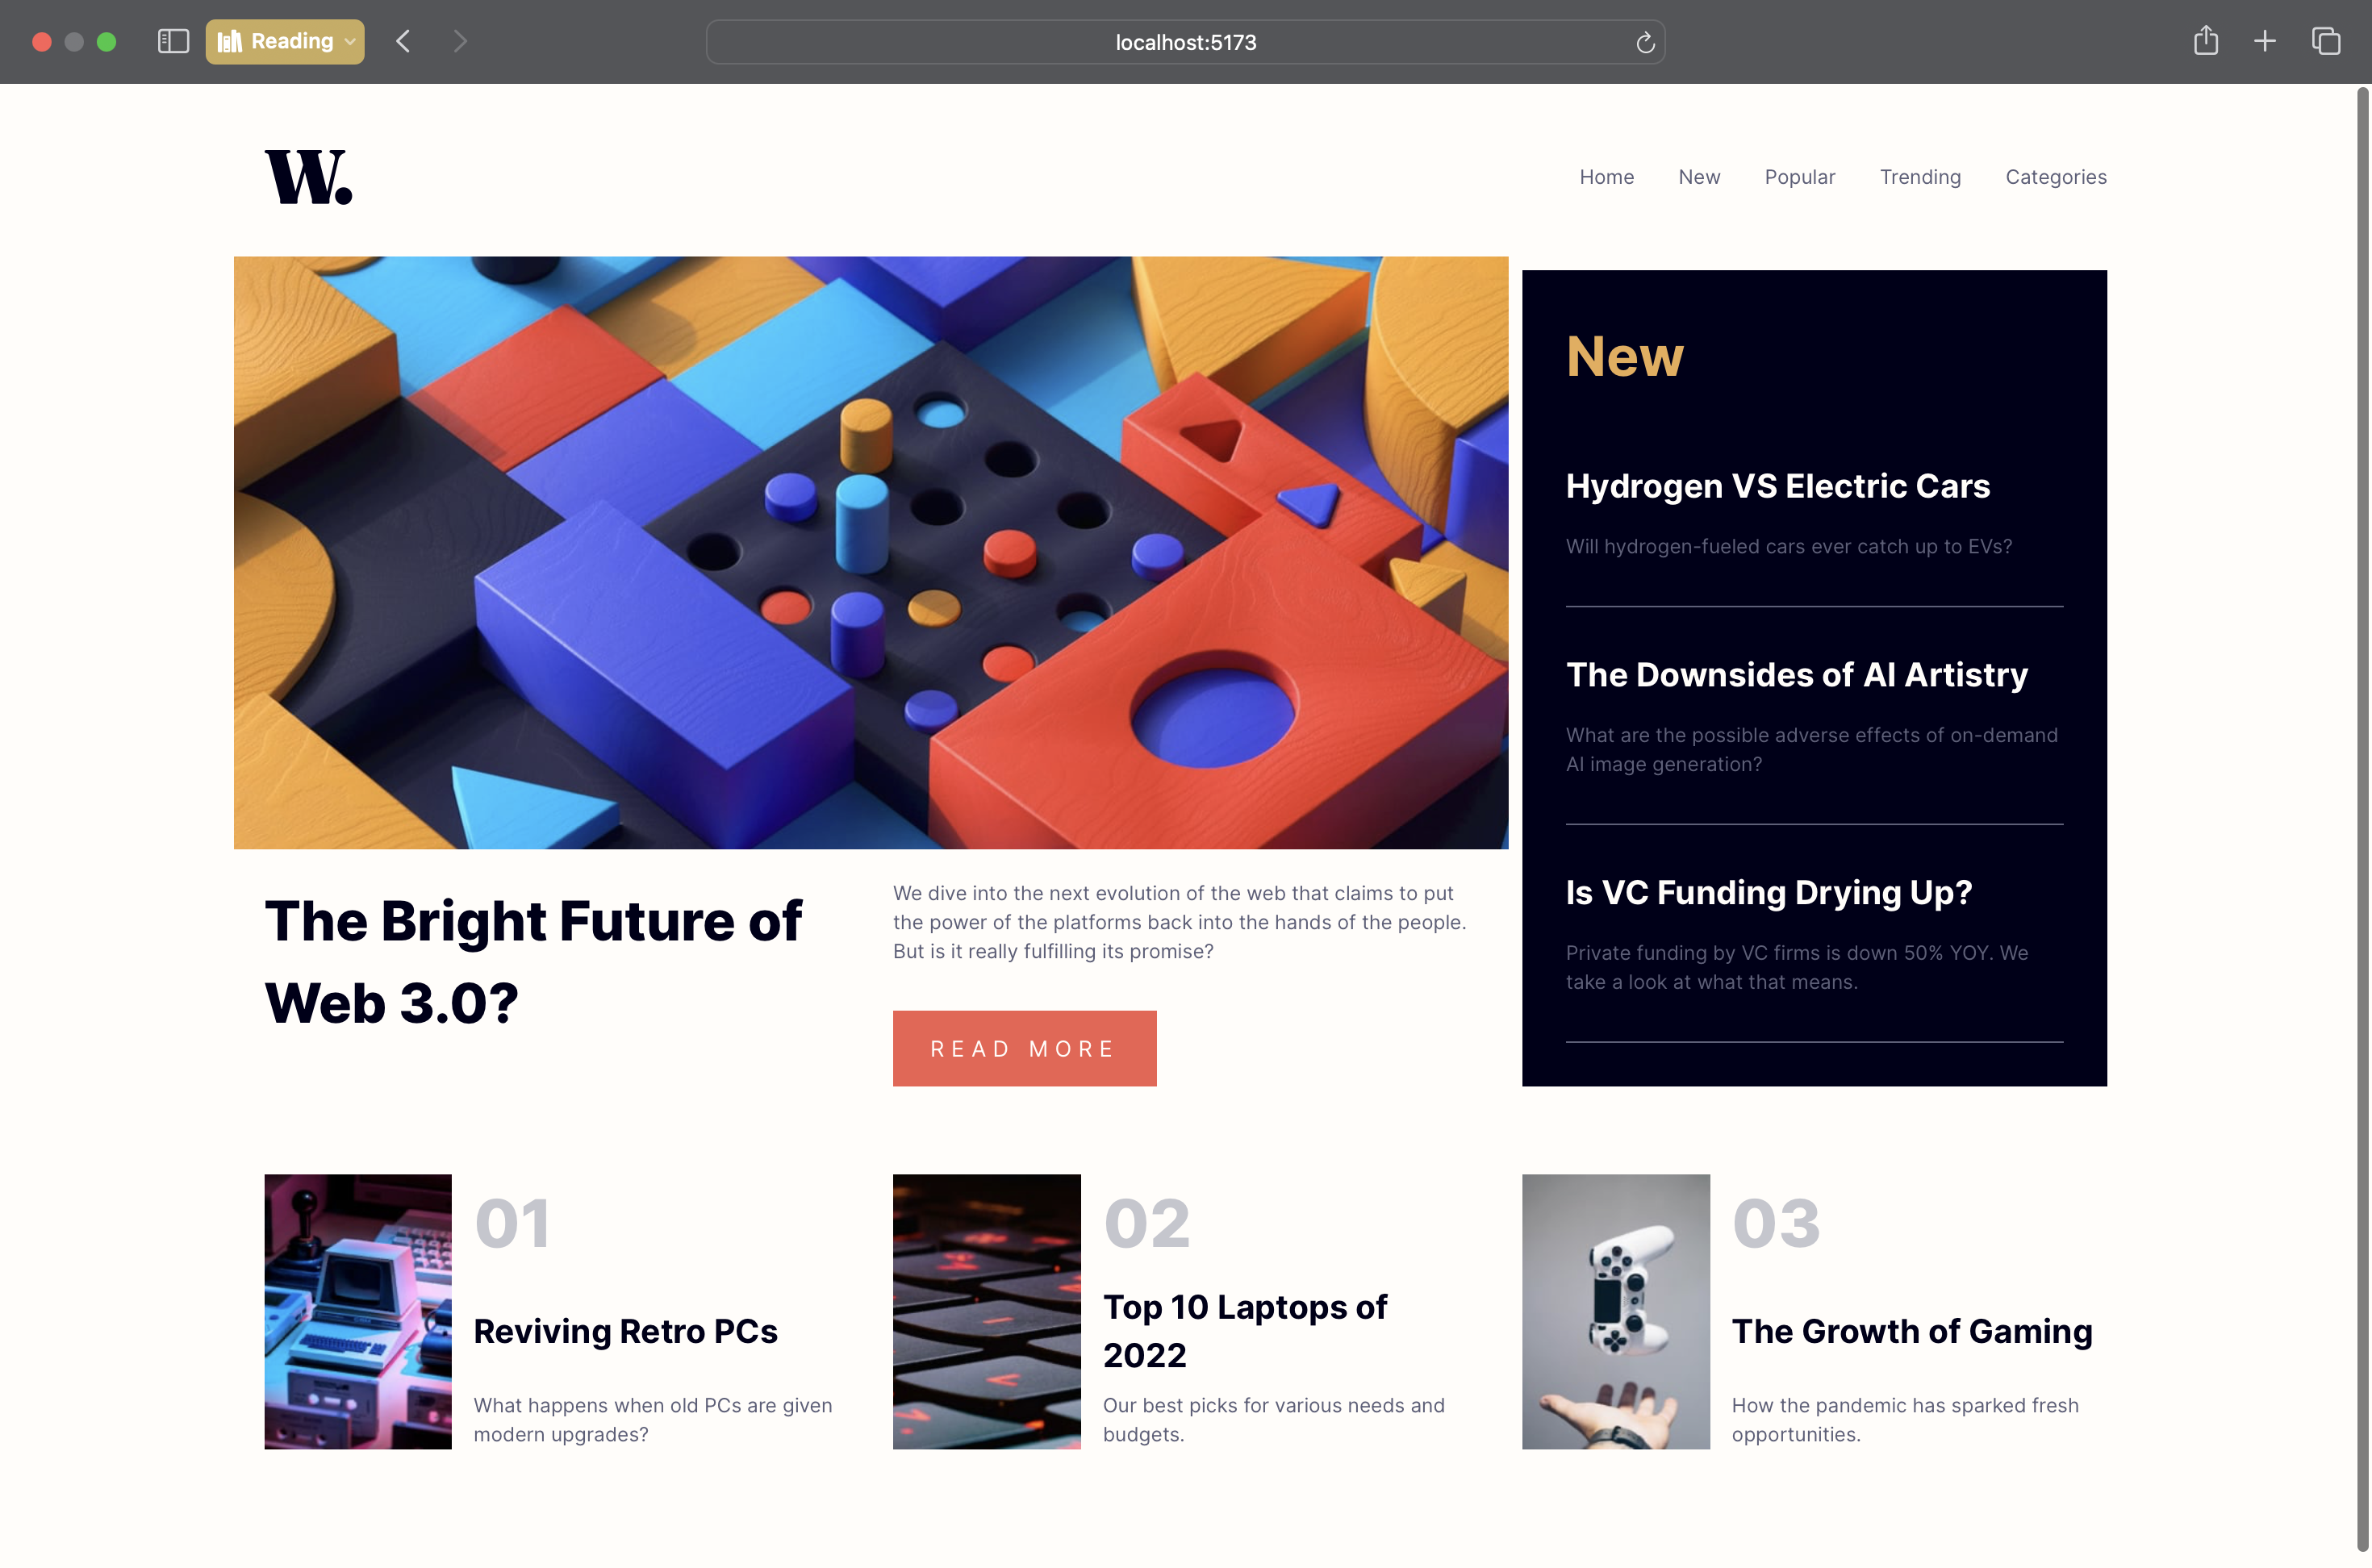 Reading
localhost:5173
W.
Home New Popular Trending Categories
New
Hydrogen VS Electric Cars
Will hydrogen-fueled cars ever catch up to EVs?
The Downsides of AI Artistry
What are the possible adverse effects of on-demand
AI image generation?
Is VC Funding Drying Up?
Private funding by VC firms is down 50% YOY. We
take a look at what that means.
The Bright Future of
Web 3.0?
We dive into the next evolution of the web that claims to put
the power of the platforms back into the hands of the people.
But is it really fulfilling its promise?
READ MORE
01
Reviving Retro PCs
What happens when old PCs are given
modern upgrades?
02
Top 10 Laptops of
2022
Our best picks for various needs and
budgets.
03
The Growth of Gaming
How the pandemic has sparked fresh
opportunities.